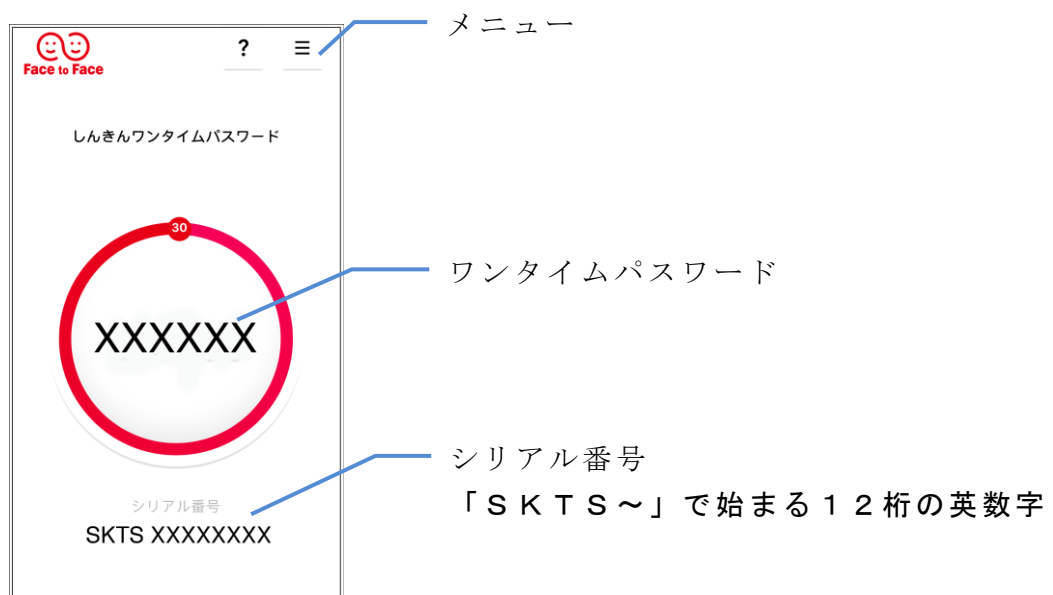 メニュー
? ≡
Face to Face
しんきんワンタイムパスワード
30
ワンタイムパスワード
XXXXXX
シリアル番号
「ＳＫＴＳ～」で始まる１２桁の英数字
シリアル番号
SKTS XXXXXXXX